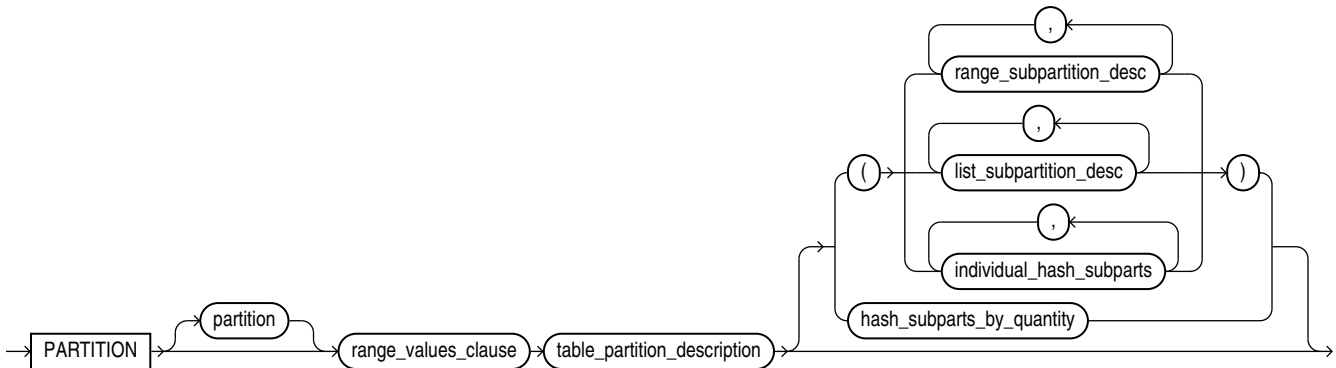 ,
range_subpartition_desc
,
( list_subpartition_desc )
,
individual_hash_subparts
partition hash_subparts_by_quantity
PARTITION range_values_clause table_partition_description